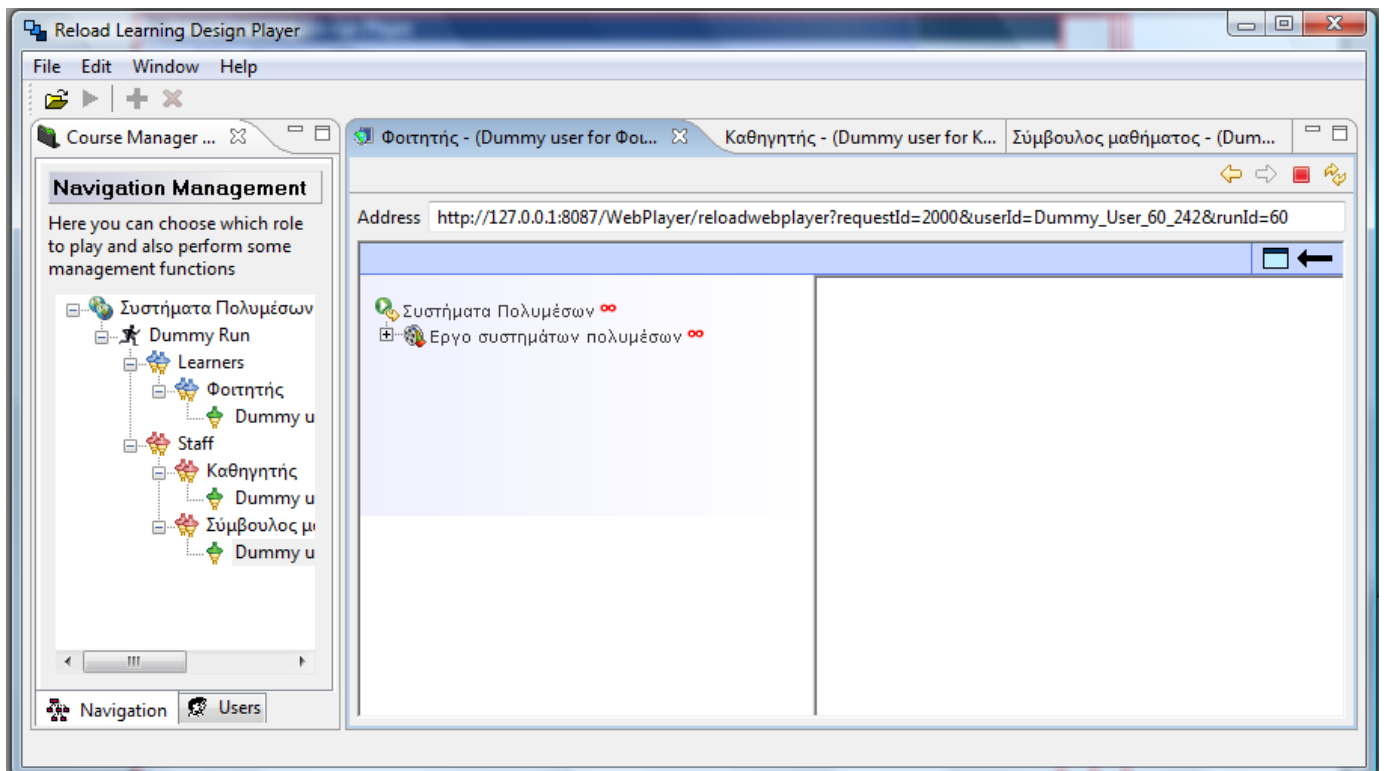 Reload Learning Design Player
File Edit Window Help
Course Manager ...
Navigation Management
Here you can choose which role
to play and also perform some
management functions
Συστήματα Πολυμέσων
Dummy Run
Learners
Φοιτητής
Dummy u
Staff
Καθηγητής
Dummy u
Σύμβουλος μα
Dummy u
Navigation Users
Φοιτητής - (Dummy user for Φοι... Καθηγητής - (Dummy user for K... Σύμβουλος μαθήματος - (Dum...
Address http://127.0.0.1:8087/WebPlayer/reloadwebplayer?requestId=2000&userId=Dummy_User_60_242&runId=60
Συστήματα Πολυμέσων
Εργο συστημάτων πολυμέσων